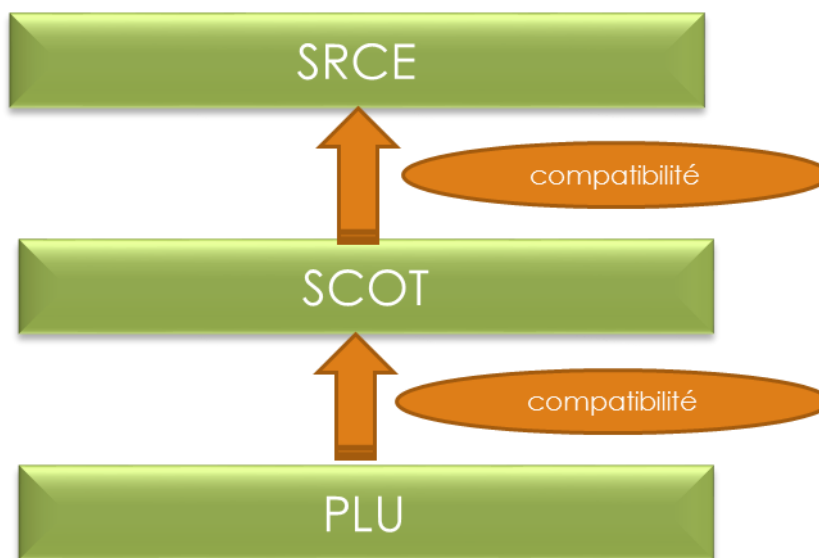 SRCE
compatibilité
SCOT
compatibilité
PLU